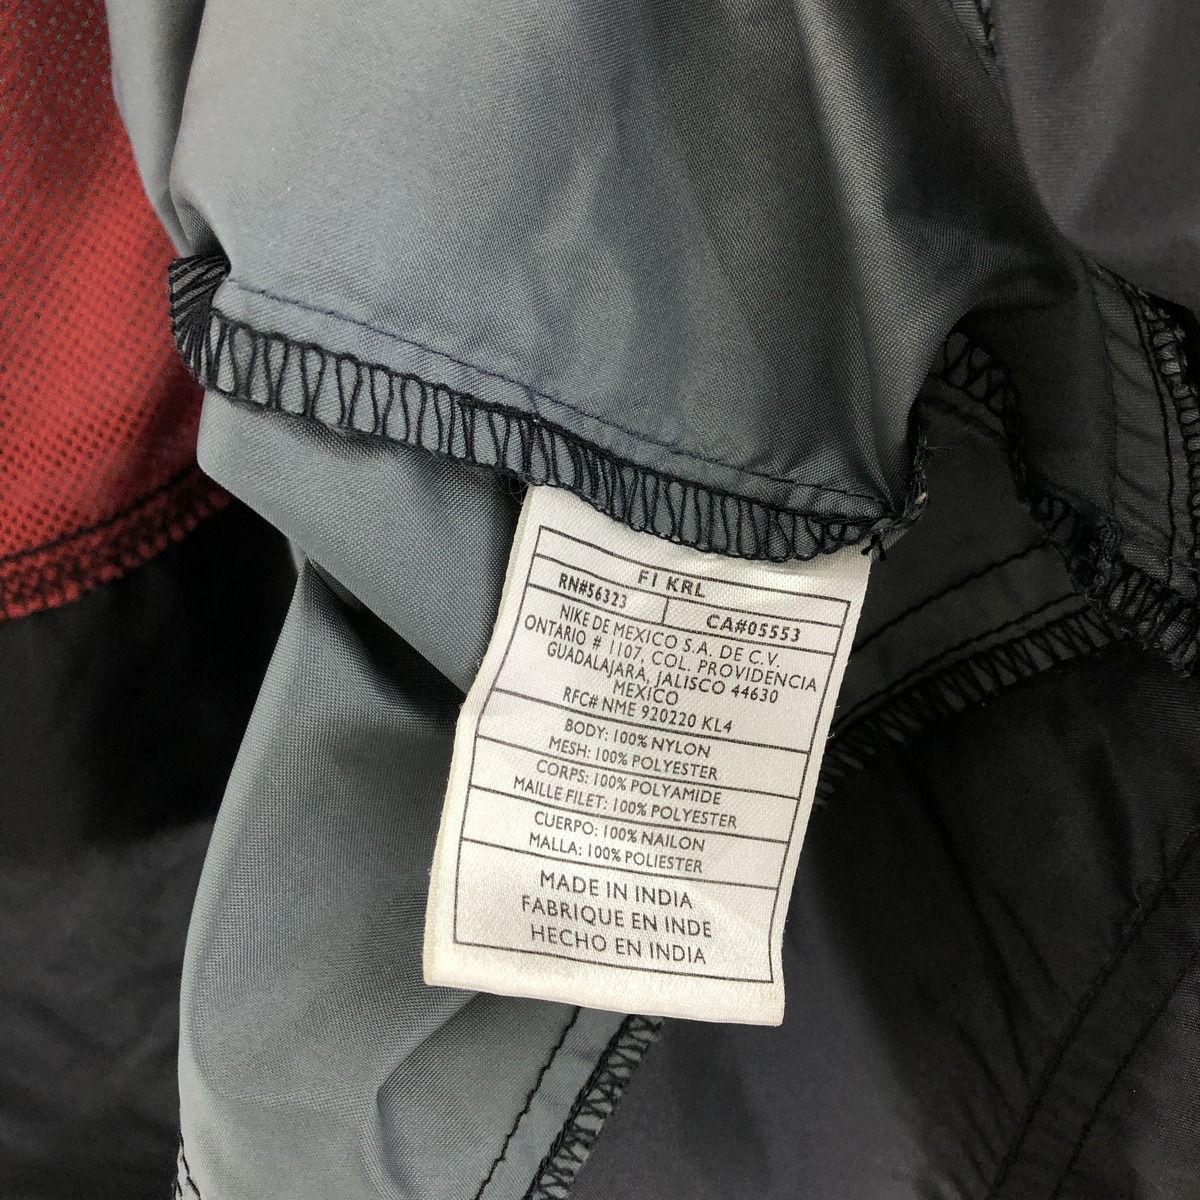 FI KRL
RN#56323 CA#05553
NIKE DE MEXICO S.A. DE C.V.
ONTARIO # 1107, COL. PROVIDENCIA
GUADALAJARA, JALISCO 44630
MEXICO
RFC# NME 920220 KL4
BODY: 100% NYLON
MESH: 100% POLYESTER
CORPS: 100% POLYAMIDE
MAILLE FILET: 100% POLYESTER
CUERPO: 100% NAILON
MALLA: 100% POLIESTER
MADE IN INDIA
FABRIQUE EN INDE
HECHO EN INDIA